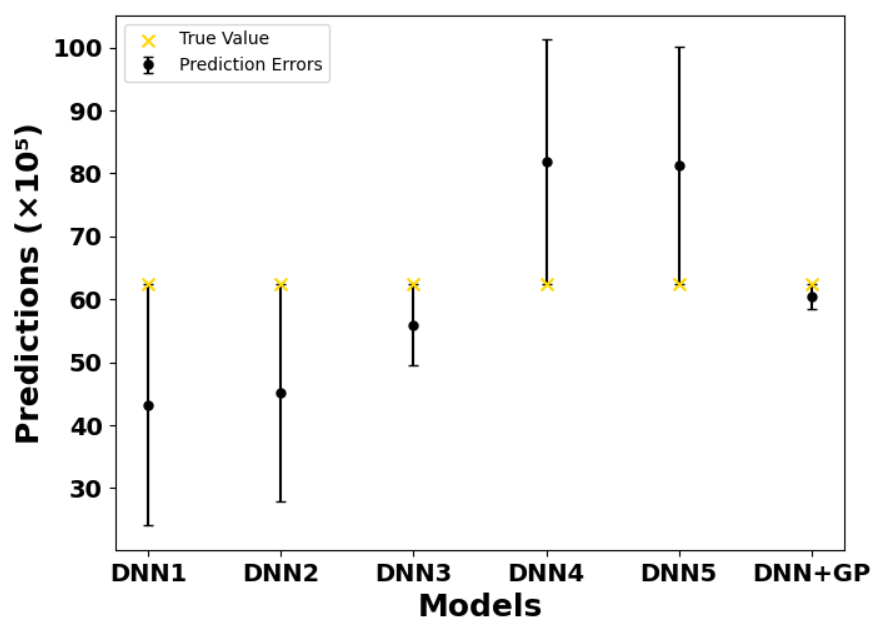 True Value
Prediction Errors
Predictions (×10⁵)
100
90
80
70
60
50
40
30
DNN1 DNN2 DNN3 DNN4 DNN5 DNN+GP
Models